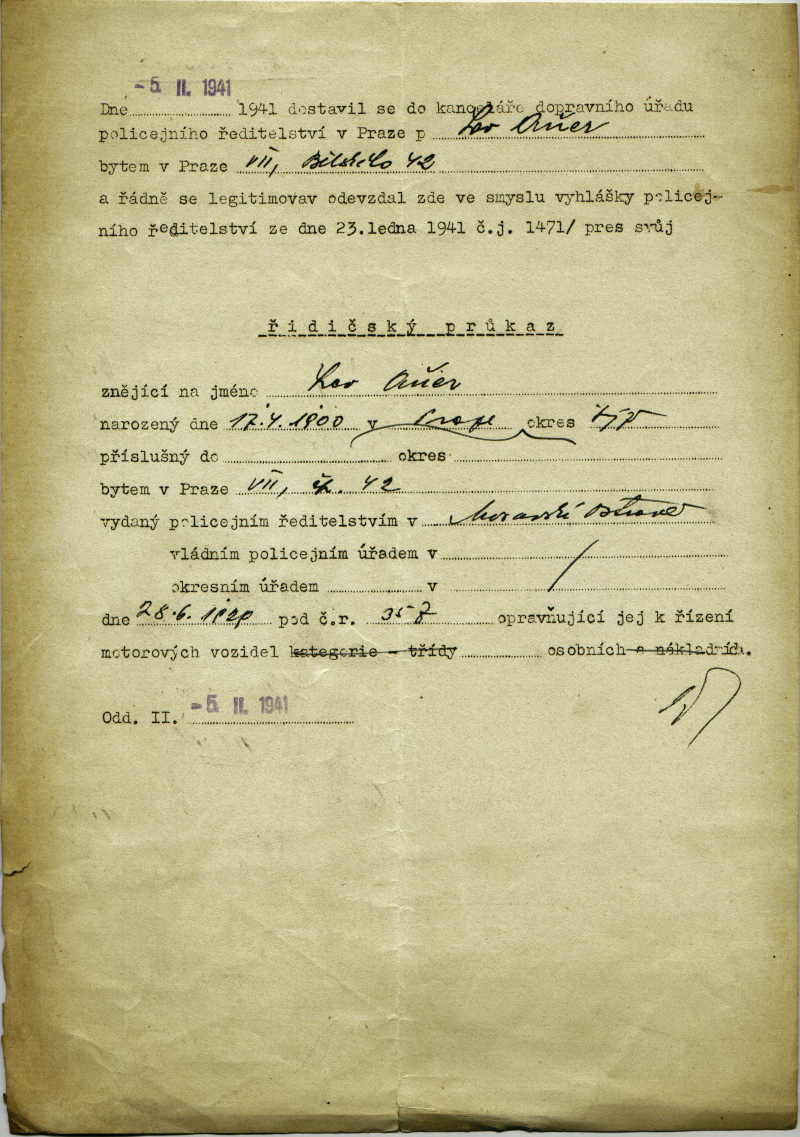 - 5. II. 1941
Dne 1941 dostavil se do kanceláře dopravního úřadu
policejního ředitelství v Praze p Lev Auer
bytem v Praze VII, 42
a řádně se legitimovav odevzdal zde ve smyslu vyhlášky policej-
ního ředitelství ze dne 23.ledna 1941 č.j. 1471/ pres svůj
řidičský průkaz
znějící na jméno Lev Auer
narozený dne 17.4.1900 v Praze okres
příslušný do okres
bytem v Praze VII, 42
vydaný policejním ředitelstvím v Moravské Ostravě
vládním policejním úřadem v
okresním úřadem v
dne 28.6. pod č.r. opravňující jej k řízení
motorových vozidel kategorie - třídy osobních a nákladních.
Odd. II. - 5. II. 1941